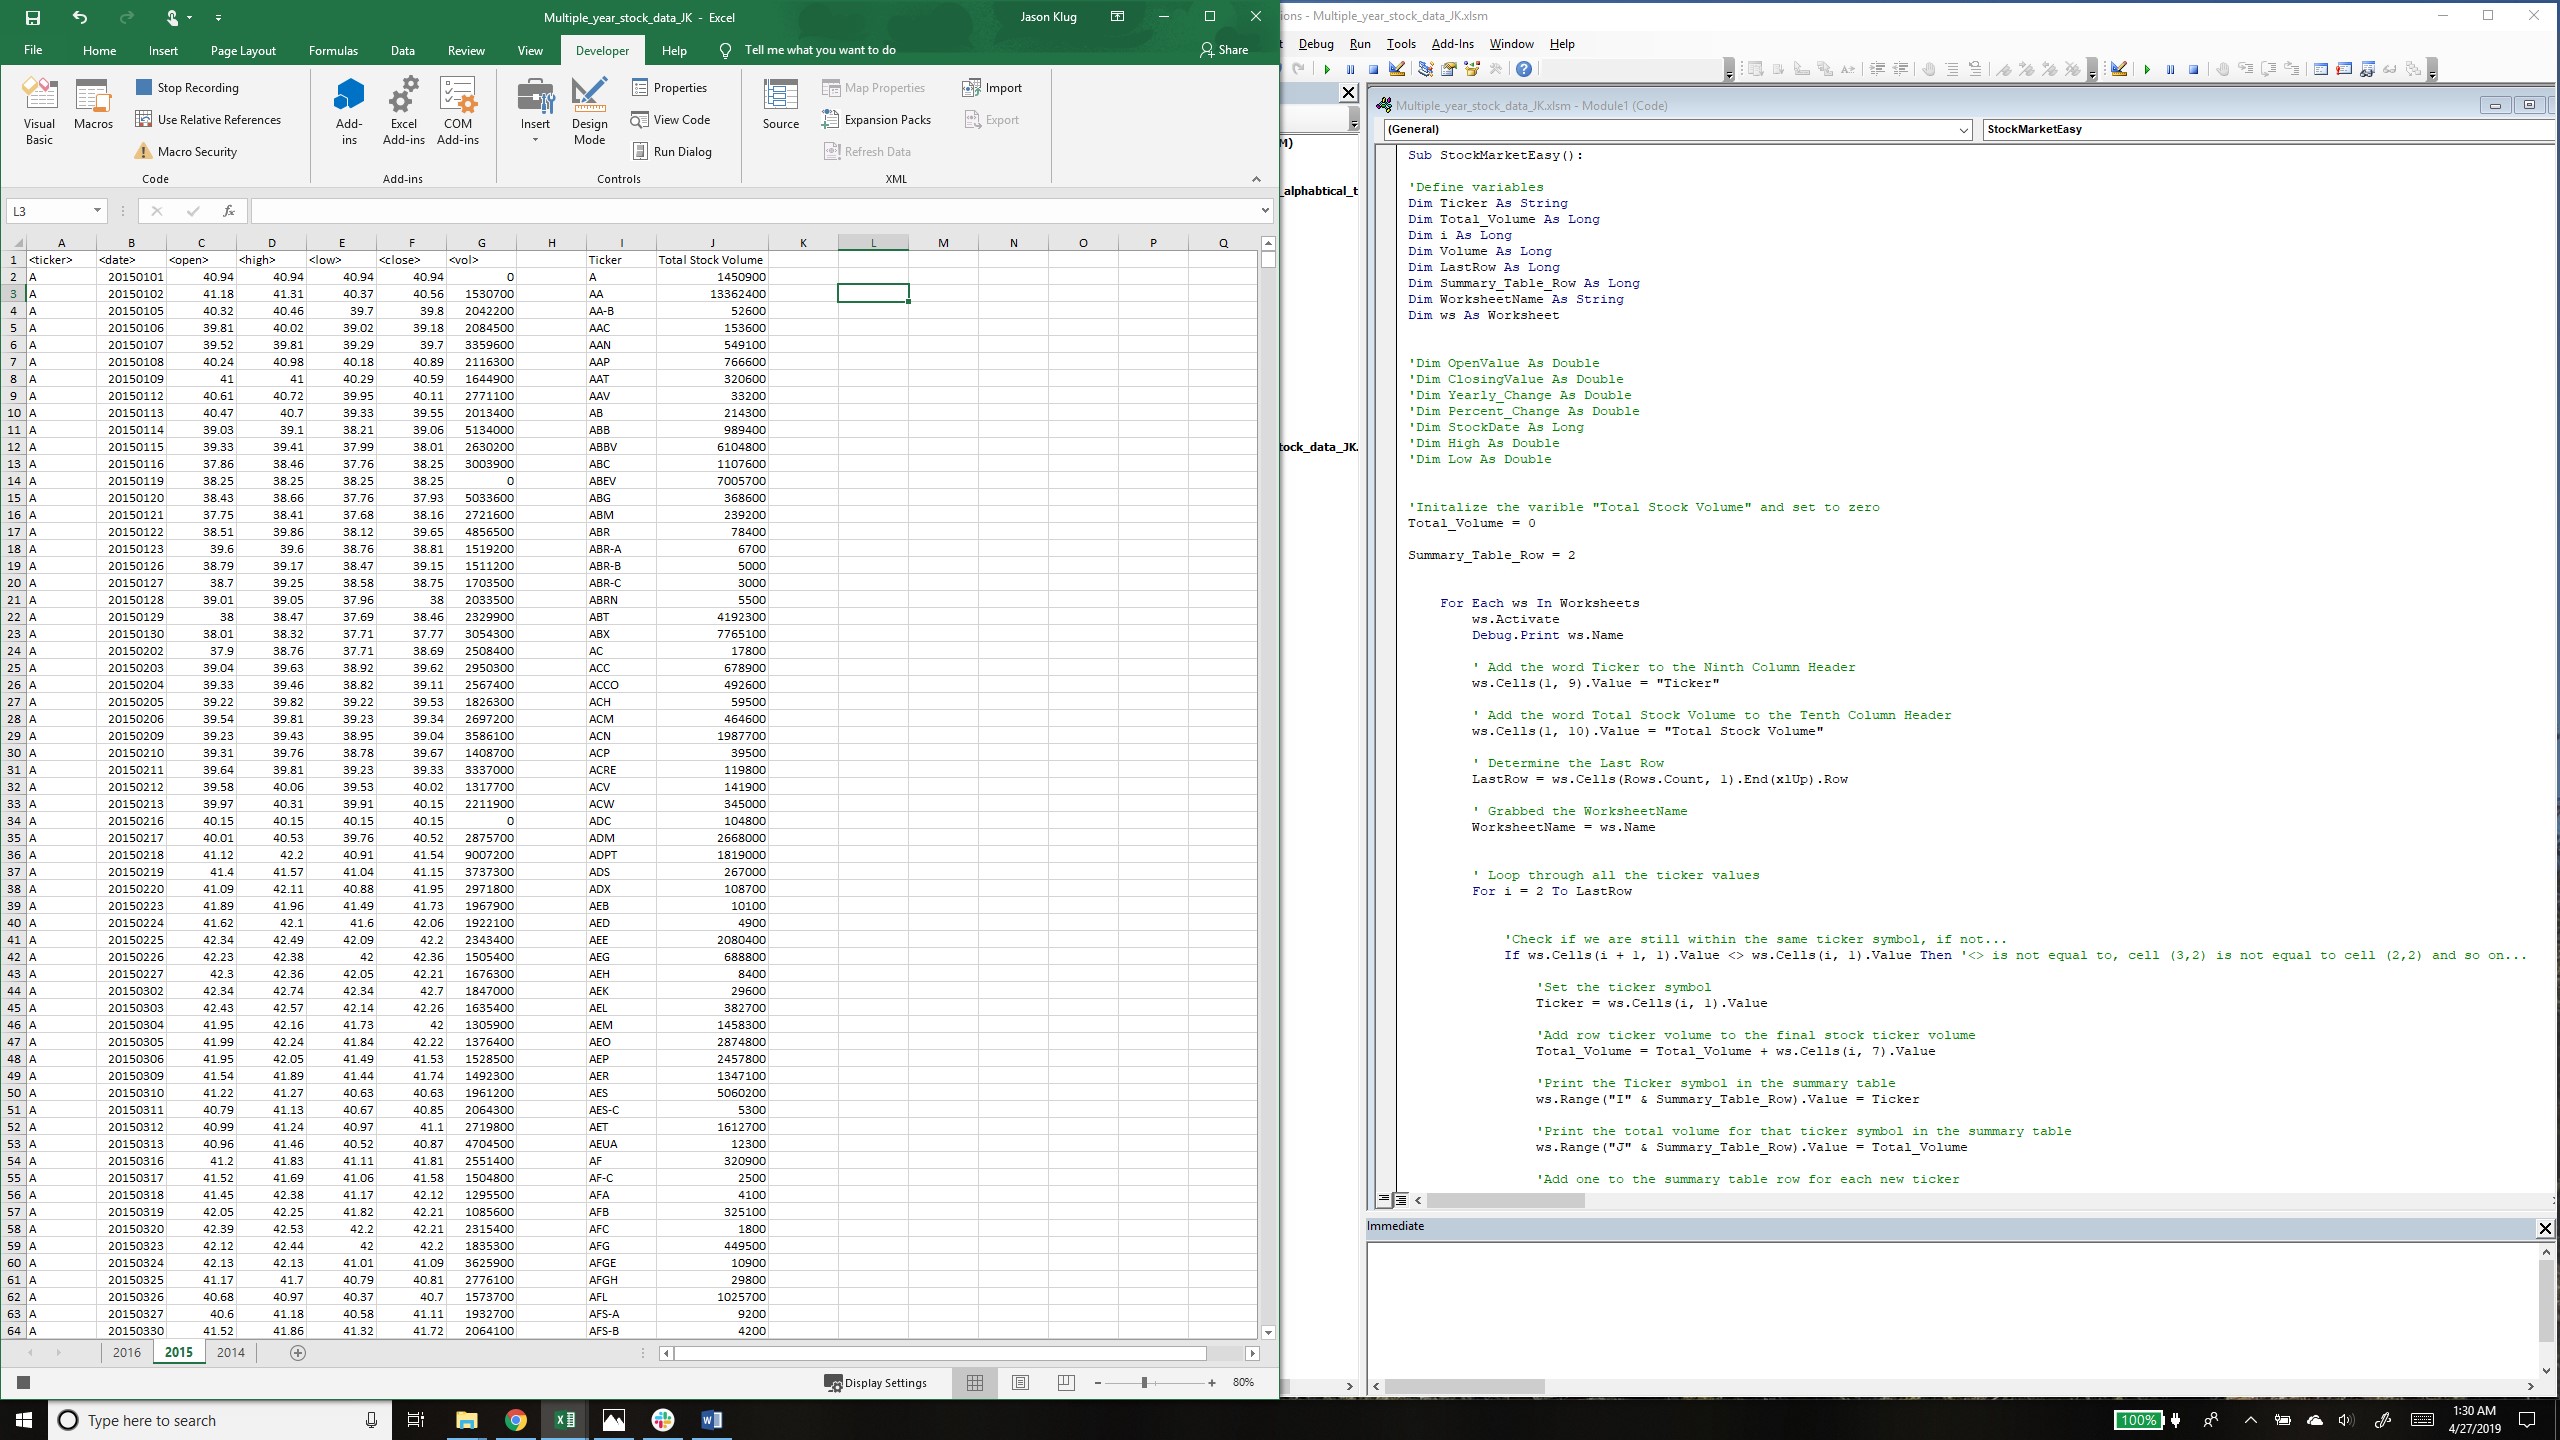 Multiple_year_stock_data_JK - Excel
Jason Klug
File Home Insert Page Layout Formulas Data Review View Developer Help Tell me what you want to do Share
Visual Basic
Macros
Stop Recording
Use Relative References
Macro Security
Code
Add-ins
Excel Add-ins
COM Add-ins
Add-ins
Insert
Design Mode
Properties
View Code
Run Dialog
Controls
Source
Map Properties
Expansion Packs
Refresh Data
Import
Export
XML
L3
fx
A B C D E F G H I J K L M N O P Q
1 <ticker> <date> <open> <high> <low> <close> <vol> Ticker Total Stock Volume
2 A 20150101 40.94 40.94 40.94 40.94 0 A 1450900
3 A 20150102 41.18 41.31 40.37 40.56 1530700 AA 13362400
4 A 20150105 40.32 40.46 39.7 39.8 2042200 AA-B 52600
5 A 20150106 39.81 40.02 39.02 39.18 2084500 AAC 153600
6 A 20150107 39.52 39.81 39.29 39.7 3359600 AAN 549100
7 A 20150108 40.24 40.98 40.18 40.89 2116300 AAP 766600
8 A 20150109 41 41 40.29 40.59 1644900 AAT 320600
9 A 20150112 40.61 40.72 39.95 40.11 2771100 AAV 33200
10 A 20150113 40.47 40.7 39.33 39.55 2013400 AB 214300
11 A 20150114 39.03 39.1 38.21 39.06 5134000 ABB 989400
12 A 20150115 39.33 39.41 37.99 38.01 2630200 ABBV 6104800
13 A 20150116 37.86 38.46 37.76 38.25 3003900 ABC 1107600
14 A 20150119 38.25 38.25 38.25 38.25 0 ABEV 7005700
15 A 20150120 38.43 38.66 37.76 37.93 5033600 ABG 368600
16 A 20150121 37.75 38.41 37.68 38.16 2721600 ABM 239200
17 A 20150122 38.51 39.86 38.12 39.65 4856500 ABR 78400
18 A 20150123 39.6 39.6 38.76 38.81 1519200 ABR-A 6700
19 A 20150126 38.79 39.17 38.47 39.15 1511200 ABR-B 5000
20 A 20150127 38.7 39.25 38.58 38.75 1703500 ABR-C 3000
21 A 20150128 39.01 39.05 37.96 38 2033500 ABRN 5500
22 A 20150129 38 38.47 37.69 38.46 2329900 ABT 4192300
23 A 20150130 38.01 38.32 37.71 37.77 3054300 ABX 7765100
24 A 20150202 37.9 38.76 37.71 38.69 2508400 AC 17800
25 A 20150203 39.04 39.63 38.92 39.62 2950300 ACC 678900
26 A 20150204 39.33 39.46 38.82 39.11 2567400 ACCO 492600
27 A 20150205 39.22 39.82 39.22 39.53 1826300 ACH 59500
28 A 20150206 39.54 39.81 39.23 39.34 2697200 ACM 464600
29 A 20150209 39.23 39.43 38.95 39.04 3586100 ACN 1987700
30 A 20150210 39.31 39.76 38.78 39.67 1408700 ACP 39500
31 A 20150211 39.64 39.81 39.23 39.33 3337000 ACRE 119800
32 A 20150212 39.58 40.06 39.53 40.02 1317700 ACV 141900
33 A 20150213 39.97 40.31 39.91 40.15 2211900 ACW 345000
34 A 20150216 40.15 40.15 40.15 40.15 0 ADC 104800
35 A 20150217 40.01 40.53 39.76 40.52 2875700 ADM 2668000
36 A 20150218 41.12 42.2 40.91 41.54 9007200 ADPT 1819000
37 A 20150219 41.4 41.57 41.04 41.15 3737300 ADS 267000
38 A 20150220 41.09 42.11 40.88 41.95 2971800 ADX 108700
39 A 20150223 41.89 41.96 41.49 41.73 1967900 AEB 10100
40 A 20150224 41.62 42.1 41.6 42.06 1922100 AED 4900
41 A 20150225 42.34 42.49 42.09 42.2 2343400 AEE 2080400
42 A 20150226 42.23 42.38 42 42.36 1505400 AEG 688800
43 A 20150227 42.3 42.36 42.05 42.21 1676300 AEH 8400
44 A 20150302 42.34 42.74 42.34 42.7 1847000 AEK 29600
45 A 20150303 42.43 42.57 42.14 42.26 1635400 AEL 382700
46 A 20150304 41.95 42.16 41.73 42 1305900 AEM 1458300
47 A 20150305 41.99 42.24 41.84 42.22 1376400 AEO 2874800
48 A 20150306 41.95 42.05 41.49 41.53 1528500 AEP 2457800
49 A 20150309 41.54 41.89 41.44 41.74 1492300 AER 1347100
50 A 20150310 41.22 41.27 40.63 40.63 1961200 AES 5060200
51 A 20150311 40.79 41.13 40.67 40.85 2064300 AES-C 5300
52 A 20150312 40.99 41.24 40.97 41.1 2719800 AET 1612700
53 A 20150313 40.96 41.46 40.52 40.87 4704500 AEUA 12300
54 A 20150316 41.2 41.83 41.11 41.81 2551400 AF 320900
55 A 20150317 41.52 41.69 41.06 41.58 1504800 AF-C 2500
56 A 20150318 41.45 42.38 41.17 42.12 1295500 AFA 4100
57 A 20150319 42.05 42.25 41.82 42.21 1085600 AFB 325100
58 A 20150320 42.39 42.53 42.2 42.21 2315400 AFC 1800
59 A 20150323 42.12 42.44 42 42.2 1835300 AFG 449500
60 A 20150324 42.13 42.13 41.01 41.09 3625900 AFGE 10900
61 A 20150325 41.17 41.7 40.79 40.81 2776100 AFGH 29800
62 A 20150326 40.68 40.97 40.37 40.7 1573700 AFL 1025700
63 A 20150327 40.6 41.18 40.58 41.11 1932700 AFS-A 9200
64 A 20150330 41.52 41.86 41.32 41.72 2064100 AFS-B 4200
2016 2015 2014
Display Settings 80%
ions - Multiple_year_stock_data_JK.xlsm
t Debug Run Tools Add-Ins Window Help
M)
_alphabtical_t
tock_data_JK.
Multiple_year_stock_data_JK.xlsm - Module1 (Code)
(General) StockMarketEasy
Sub StockMarketEasy():
'Define variables
Dim Ticker As String
Dim Total_Volume As Long
Dim i As Long
Dim Volume As Long
Dim LastRow As Long
Dim Summary_Table_Row As Long
Dim WorksheetName As String
Dim ws As Worksheet
'Dim OpenValue As Double
'Dim ClosingValue As Double
'Dim Yearly_Change As Double
'Dim Percent_Change As Double
'Dim StockDate As Long
'Dim High As Double
'Dim Low As Double
'Initalize the varible "Total Stock Volume" and set to zero
Total_Volume = 0
Summary_Table_Row = 2
For Each ws In Worksheets
ws.Activate
Debug.Print ws.Name
' Add the word Ticker to the Ninth Column Header
ws.Cells(1, 9).Value = "Ticker"
' Add the word Total Stock Volume to the Tenth Column Header
ws.Cells(1, 10).Value = "Total Stock Volume"
' Determine the Last Row
LastRow = ws.Cells(Rows.Count, 1).End(xlUp).Row
' Grabbed the WorksheetName
WorksheetName = ws.Name
' Loop through all the ticker values
For i = 2 To LastRow
'Check if we are still within the same ticker symbol, if not...
If ws.Cells(i + 1, 1).Value <> ws.Cells(i, 1).Value Then '<> is not equal to, cell (3,2) is not equal to cell (2,2) and so on...
'Set the ticker symbol
Ticker = ws.Cells(i, 1).Value
'Add row ticker volume to the final stock ticker volume
Total_Volume = Total_Volume + ws.Cells(i, 7).Value
'Print the Ticker symbol in the summary table
ws.Range("I" & Summary_Table_Row).Value = Ticker
'Print the total volume for that ticker symbol in the summary table
ws.Range("J" & Summary_Table_Row).Value = Total_Volume
'Add one to the summary table row for each new ticker
Immediate
Type here to search
100%
1:30 AM
4/27/2019